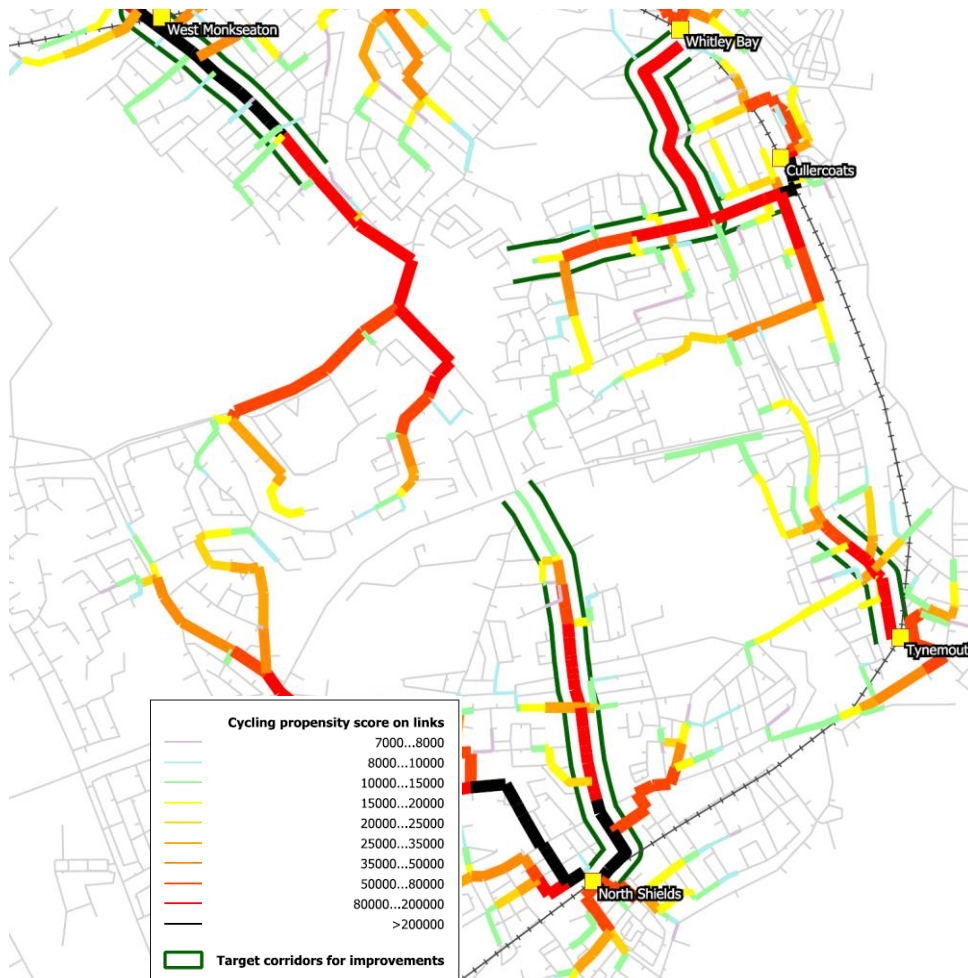 West Monkseaton
Whitley Bay
Cullercoats
Tynemout
North Shields
Cycling propensity score on links
7000...8000
8000...10000
10000...15000
15000...20000
20000...25000
25000...35000
35000...50000
50000...80000
80000...200000
>200000
Target corridors for improvements